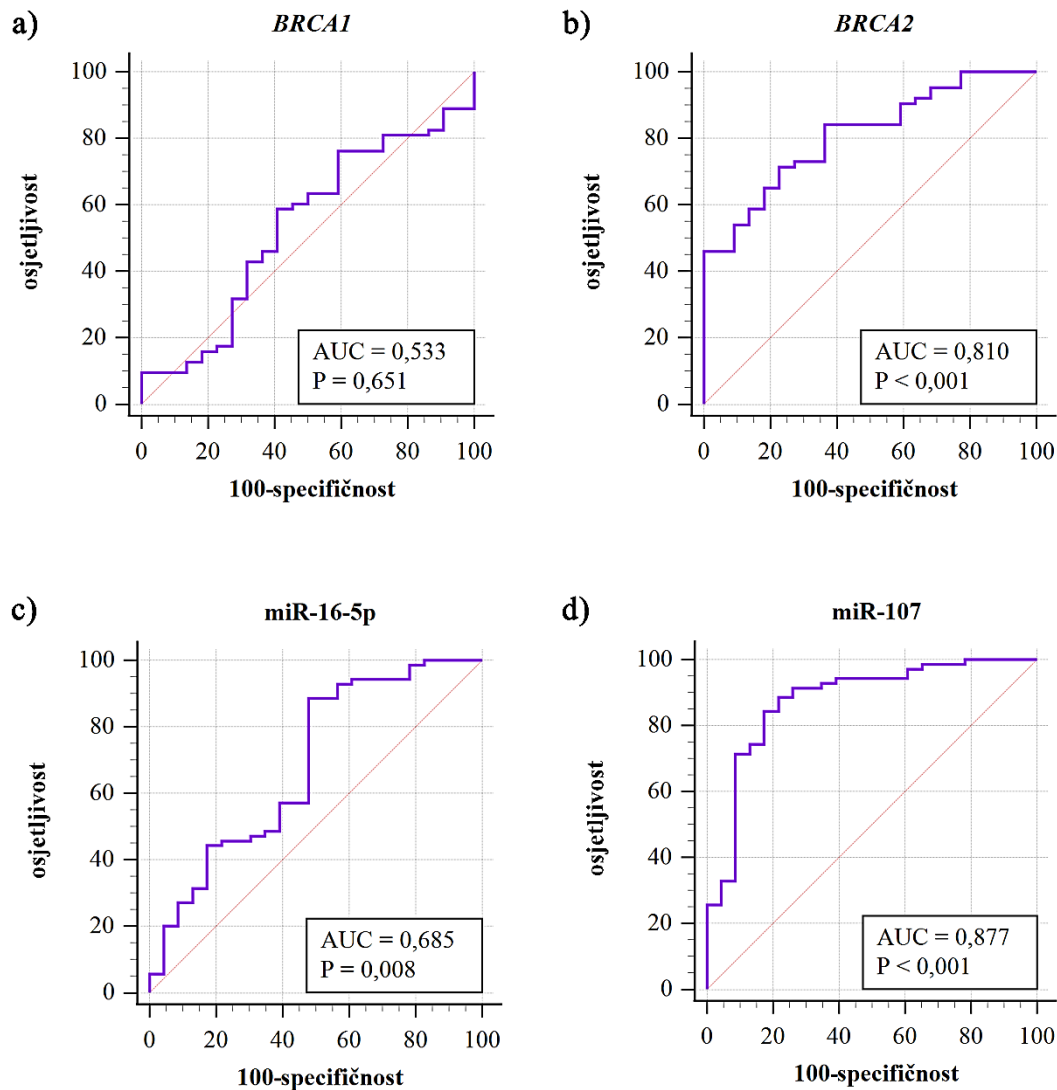 a)
BRCA1
100
80
60
40
20
0
osjetljivost
AUC = 0,533
P = 0,651
0 20 40 60 80 100
100-specifičnost
b)
BRCA2
100
80
60
40
20
0
osjetljivost
AUC = 0,810
P < 0,001
0 20 40 60 80 100
100-specifičnost
c)
miR-16-5p
100
80
60
40
20
0
osjetljivost
AUC = 0,685
P = 0,008
0 20 40 60 80 100
100-specifičnost
d)
miR-107
100
80
60
40
20
0
osjetljivost
AUC = 0,877
P < 0,001
0 20 40 60 80 100
100-specifičnost